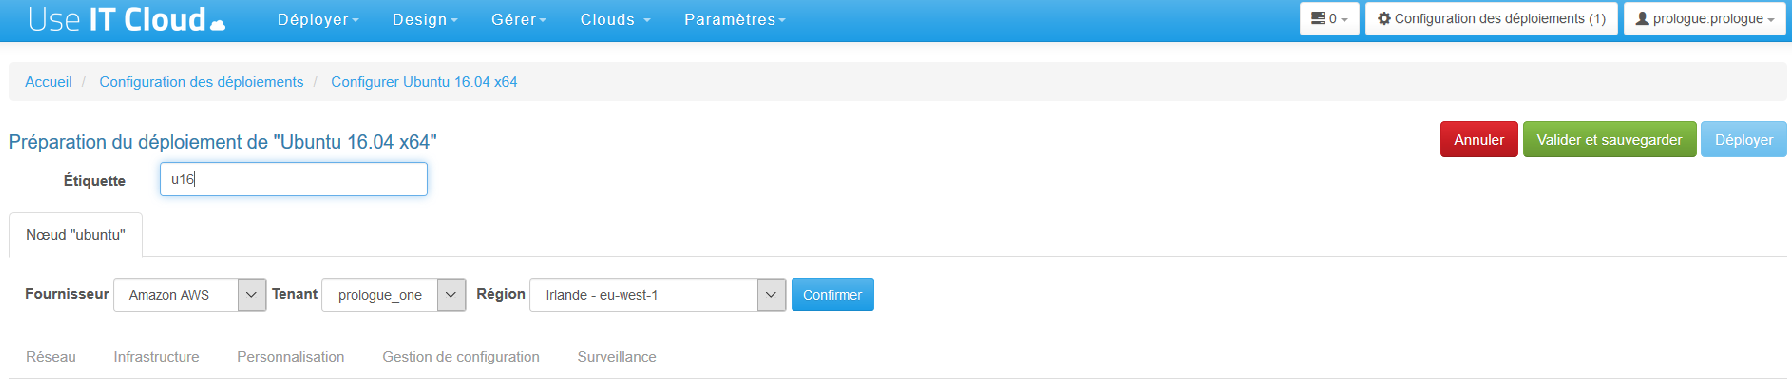 Use IT Cloud Déployer Design Gérer Clouds Paramètres 0 Configuration des déploiements (1) prologue.prologue
Accueil / Configuration des déploiements / Configurer Ubuntu 16.04 x64
Préparation du déploiement de "Ubuntu 16.04 x64" Annuler Valider et sauvegarder Déployer
Étiquette u16
Nœud "ubuntu"
Fournisseur Amazon AWS Tenant prologue_one Région Irlande - eu-west-1 Confirmer
Réseau Infrastructure Personnalisation Gestion de configuration Surveillance